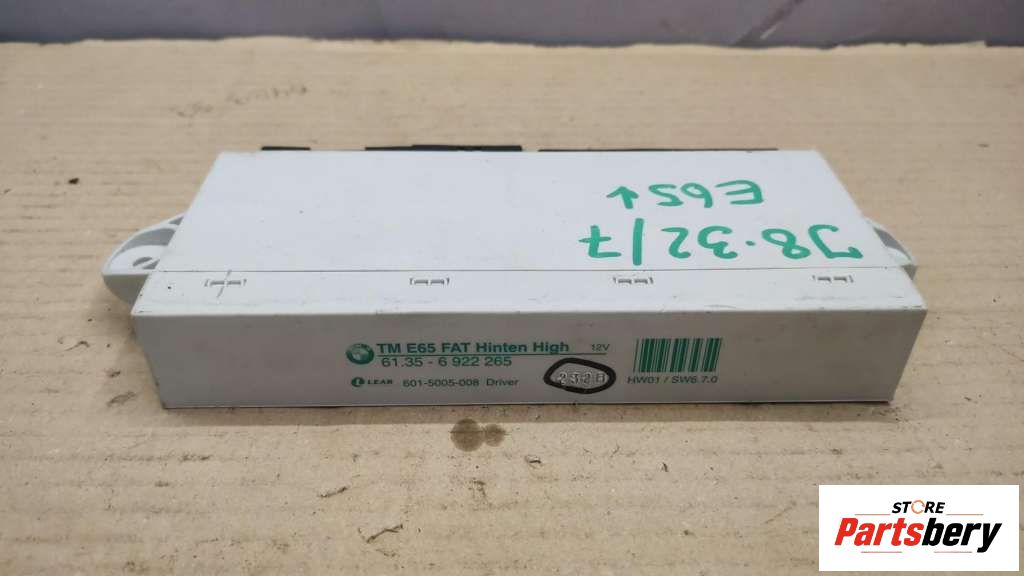 E65↑
J8.32/7
TM E65 FAT Hinten High 12V
61.35 - 6 922 265
LEAR 601-5005-008 Driver
HW01 / SW6.7.0
STORE
Partsbery